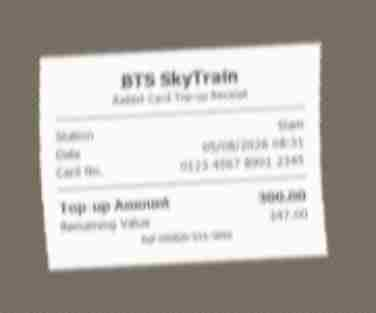 BTS SkyTrain
Rabbit Card Top-up Receipt
Station Siam
Date 05/08/2026 08:31
Card No. 0123 4567 8901 2345
Top up Amount 300.00
Remaining Value 347.00